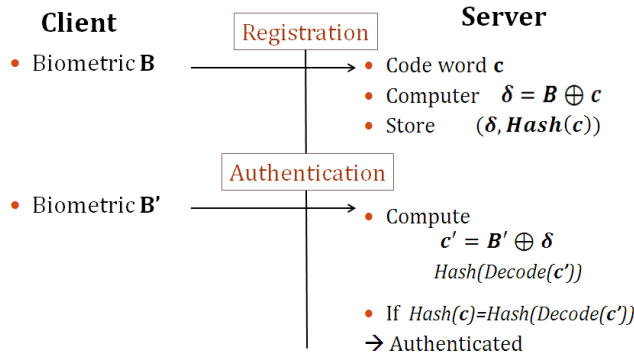 Client
Registration
Server
• Biometric B
• Code word c
• Computer δ = B ⊕ c
• Store (δ, Hash(c))
Authentication
• Biometric B'
• Compute
c' = B' ⊕ δ
Hash(Decode(c'))
• If Hash(c)=Hash(Decode(c'))
→ Authenticated